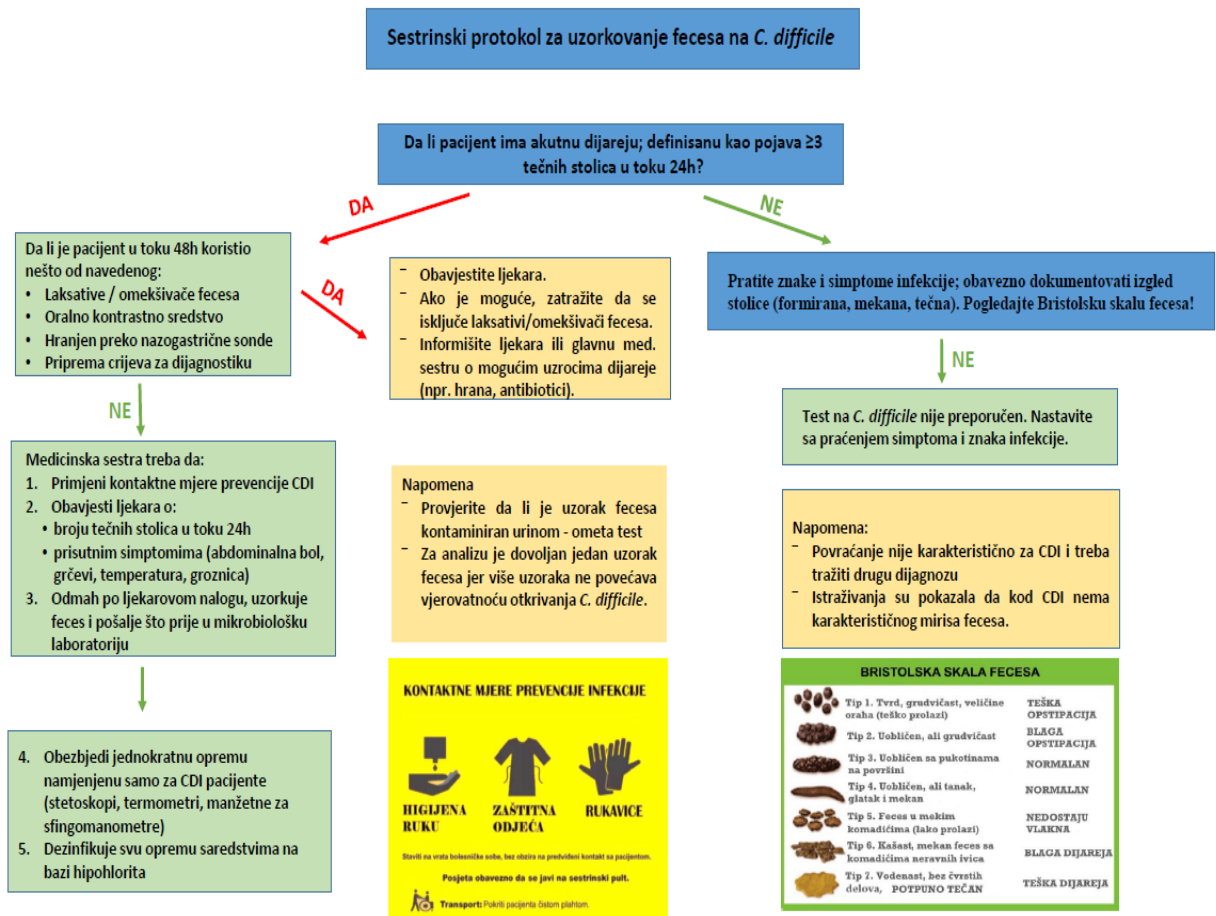 Sestrinski protokol za uzorkovanje fecesa na C. difficile
Da li pacijent ima akutnu dijareju; definisanu kao pojava ≥3
tečnih stolica u toku 24h?
DA
NE
Da li je pacijent u toku 48h koristio
nešto od navedenog:
• Laksative / omekšivače fecesa
• Oralno kontrastno sredstvo
• Hranjen preko nazogastrične sonde
• Priprema crijeva za dijagnostiku
DA
– Obavjestite ljekara.
– Ako je moguće, zatražite da se
isključe laksativi/omekšivači fecesa.
– Informišite ljekara ili glavnu med.
sestru o mogućim uzrocima dijareje
(npr. hrana, antibiotici).
Pratite znake i simptome infekcije; obavezno dokumentovati izgled
stolice (formirana, mekana, tečna). Pogledajte Bristolsku skalu fecesa!
NE
NE
Test na C. difficile nije preporučen. Nastavite
sa praćenjem simptoma i znaka infekcije.
Medicinska sestra treba da:
1. Primjeni kontaktne mjere prevencije CDI
2. Obavjesti ljekara o:
• broju tečnih stolica u toku 24h
• prisutnim simptomima (abdominalna bol,
grčevi, temperatura, groznica)
3. Odmah po ljekarovom nalogu, uzorkuje
feces i pošalje što prije u mikrobiološku
laboratoriju
Napomena
– Provjerite da li je uzorak fecesa
kontaminiran urinom - ometa test
– Za analizu je dovoljan jedan uzorak
fecesa jer više uzoraka ne povećava
vjerovatnoću otkrivanja C. difficile.
Napomena:
– Povraćanje nije karakteristično za CDI i treba
tražiti drugu dijagnozu
– Istraživanja su pokazala da kod CDI nema
karakterističnog mirisa fecesa.
4. Obezbjedi jednokratnu opremu
namjenjenu samo za CDI pacijente
(stetoskopi, termometri, manžetne za
sfingomanometre)
5. Dezinfikuje svu opremu saredstvima na
bazi hipohlorita
KONTAKTNE MJERE PREVENCIJE INFEKCIJE
HIGIJENA
RUKU
ZAŠTITNA
ODJEĆA
RUKAVICE
Staviti na vrata bolesničke sobe, bez obzira na predviđeni kontakt sa pacijentom.
Posjeta obavezno da se javi na sestrinski pult.
Transport: Pokriti pacijenta čistom plahtom.
BRISTOLSKA SKALA FECESA
Tip 1. Tvrd, grudvičast, veličine
oraha (teško prolazi)
TEŠKA
OPSTIPACIJA
Tip 2. Uobličen, ali grudvičast
BLAGA
OPSTIPACIJA
Tip 3. Uobličen sa pukotinama
na površini
NORMALAN
Tip 4. Uobličen, ali tanak,
glatak i mekan
NORMALAN
Tip 5. Feces u mekim
komadićima (lako prolazi)
NEDOSTAJU
VLAKNA
Tip 6. Kašast, mekan feces sa
komadićima neravnih ivica
BLAGA DIJAREJA
Tip 7. Vodenast, bez čvrstih
delova, POTPUNO TEČAN
TEŠKA DIJAREJA